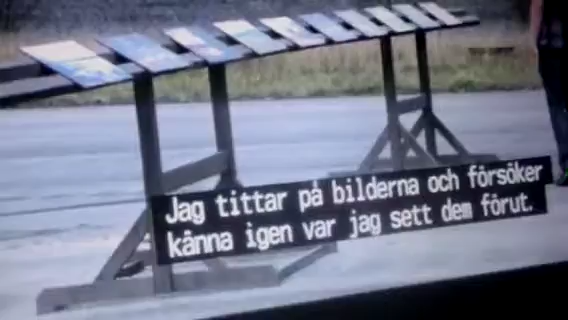 Jag tittar på bilderna och försöker
känna igen var jag sett dem förut.